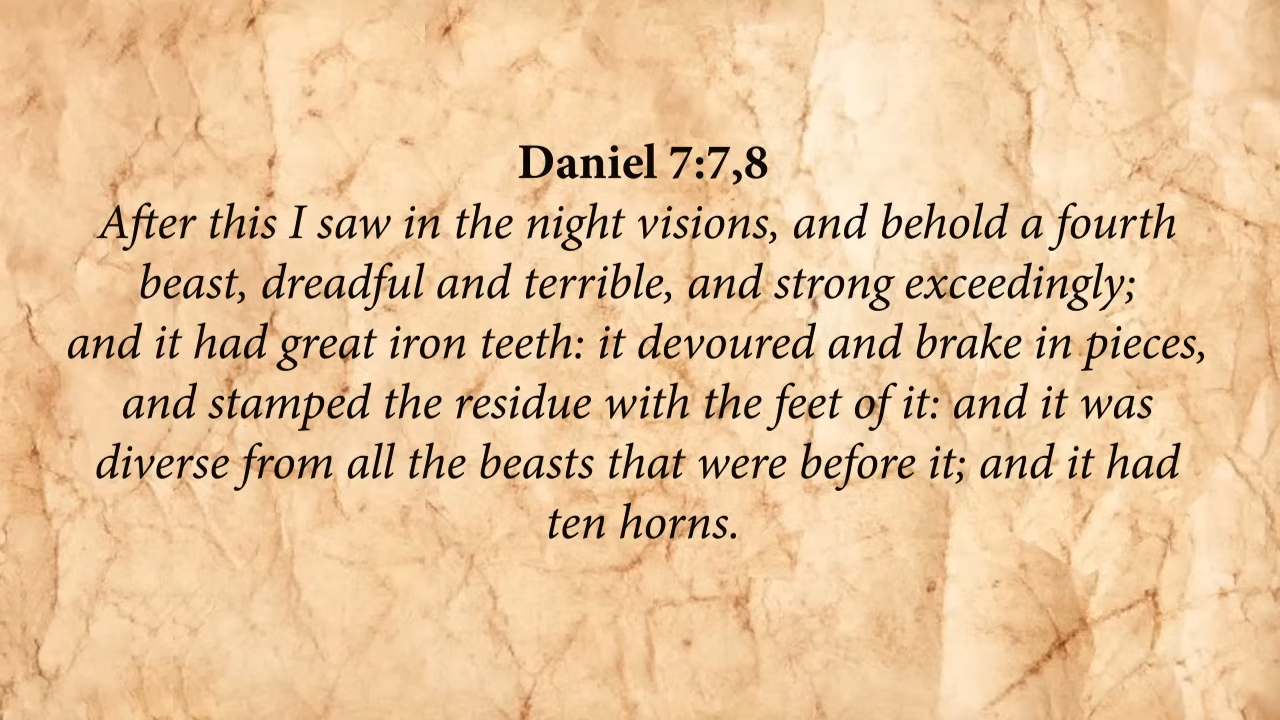 Daniel 7:7,8
After this I saw in the night visions, and behold a fourth
beast, dreadful and terrible, and strong exceedingly;
and it had great iron teeth: it devoured and brake in pieces,
and stamped the residue with the feet of it: and it was
diverse from all the beasts that were before it; and it had
ten horns.